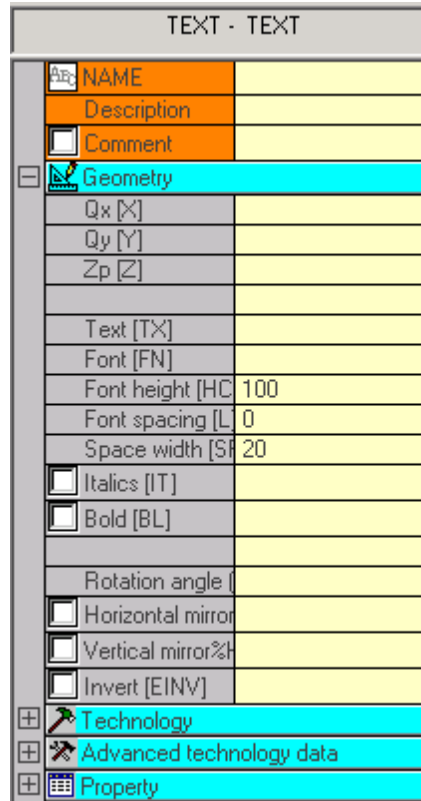 TEXT - TEXT
ABC NAME
Description
Comment
Geometry
Qx [X]
Qy [Y]
Zp [Z]
Text [TX]
Font [FN]
Font height [HC 100
Font spacing [L] 0
Space width [SF 20
Italics [IT]
Bold [BL]
Rotation angle (
Horizontal mirror
Vertical mirror%H
Invert [EINV]
Technology
Advanced technology data
Property